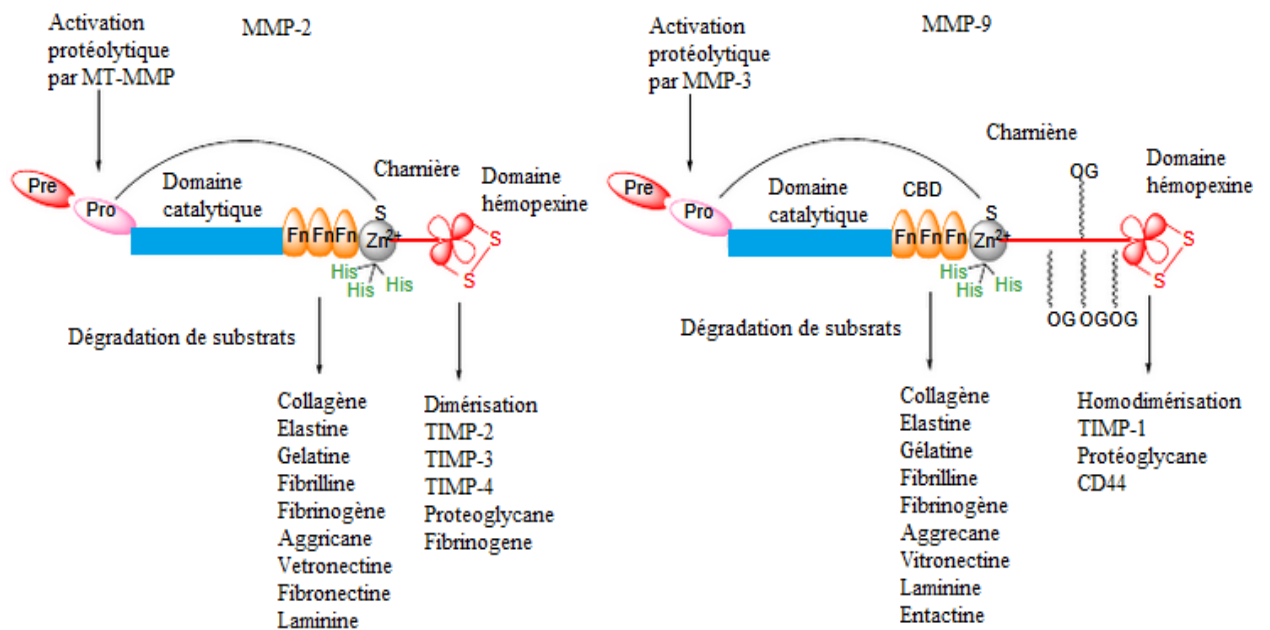 Activation
protéolytique
par MT-MMP
MMP-2
Pre
Pro
Domaine
catalytique
Fn Fn Fn
S
Zn2+
His
His
His
Charnière
Domaine
hémopexine
S
S
Dégradation de substrats
Collagène
Elastine
Gelatine
Fibrilline
Fibrinogène
Aggricane
Vetronectine
Fibronectine
Laminine
Dimérisation
TIMP-2
TIMP-3
TIMP-4
Proteoglycane
Fibrinogene
Activation
protéolytique
par MMP-3
MMP-9
Pre
Pro
Domaine
catalytique
CBD
Fn Fn Fn
S
Zn2+
His
His
His
Charniène
OG
OG OG OG
Domaine
hémopexine
S
S
Dégradation de subsrats
Collagène
Elastine
Gélatine
Fibrilline
Fibrinogène
Aggrecane
Vitronectine
Laminine
Entactine
Homodimérisation
TIMP-1
Protéoglycane
CD44